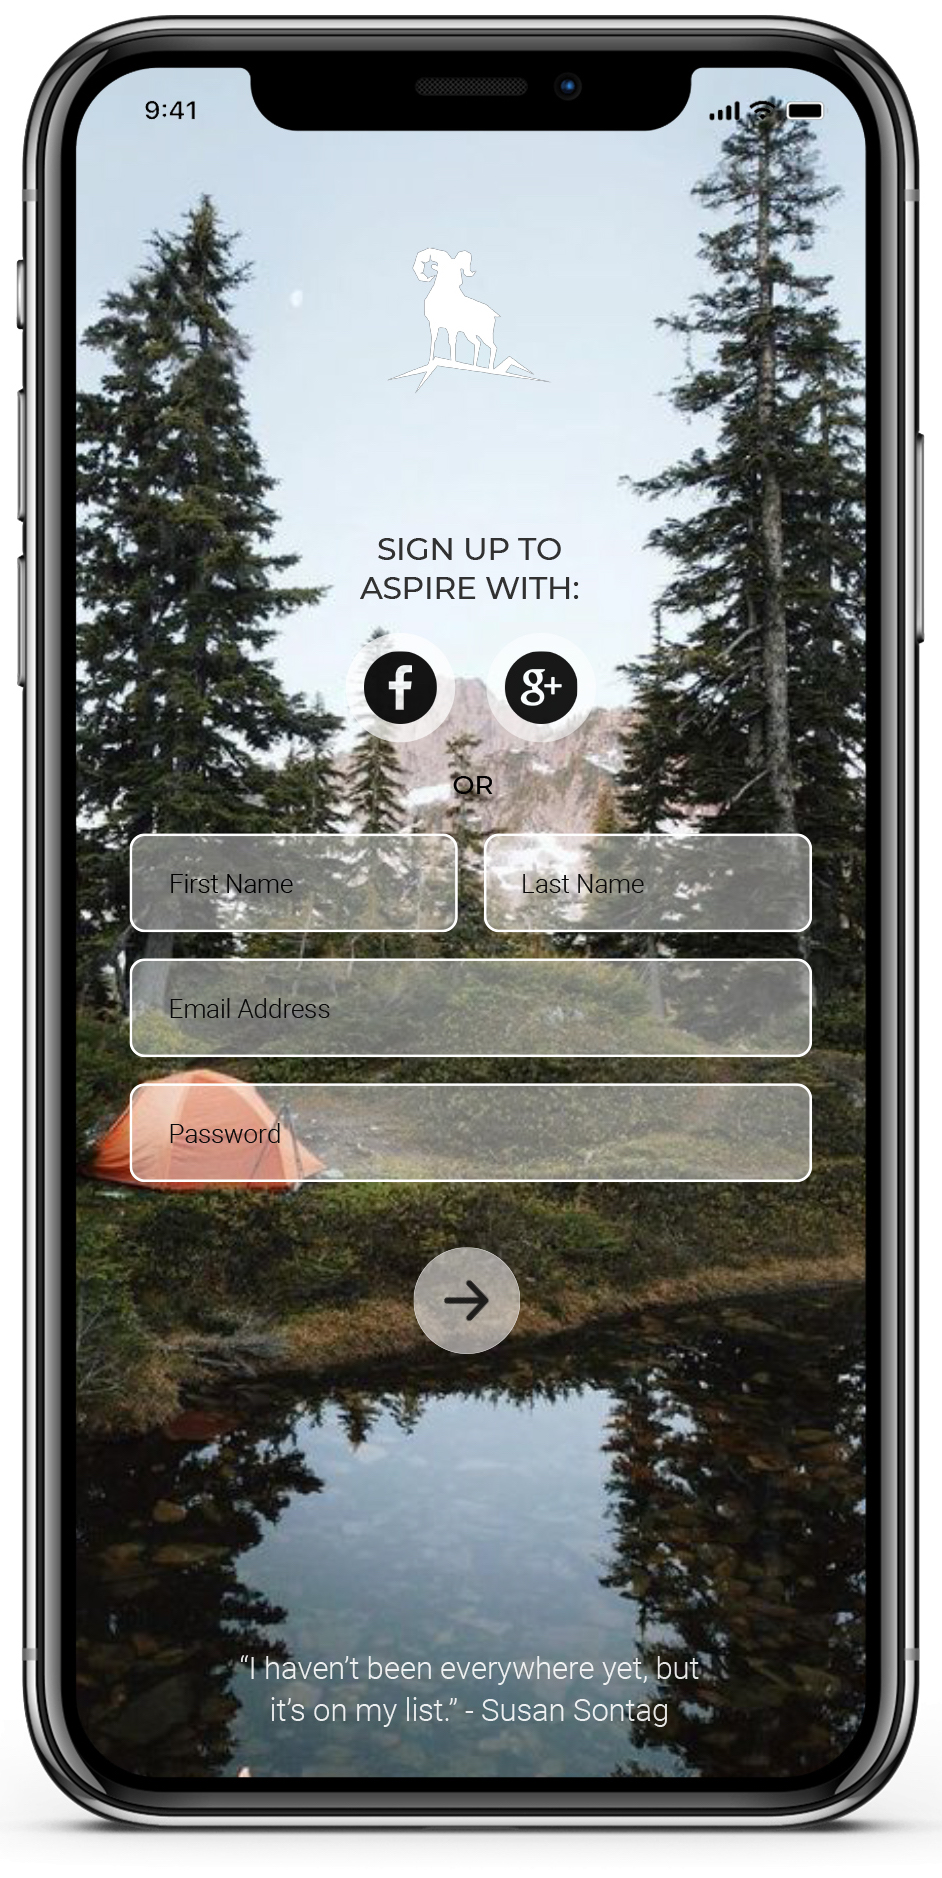 9:41
SIGN UP TO
ASPIRE WITH:
f g+
OR
First Name Last Name
Email Address
Password
“I haven’t been everywhere yet, but
it’s on my list.” - Susan Sontag